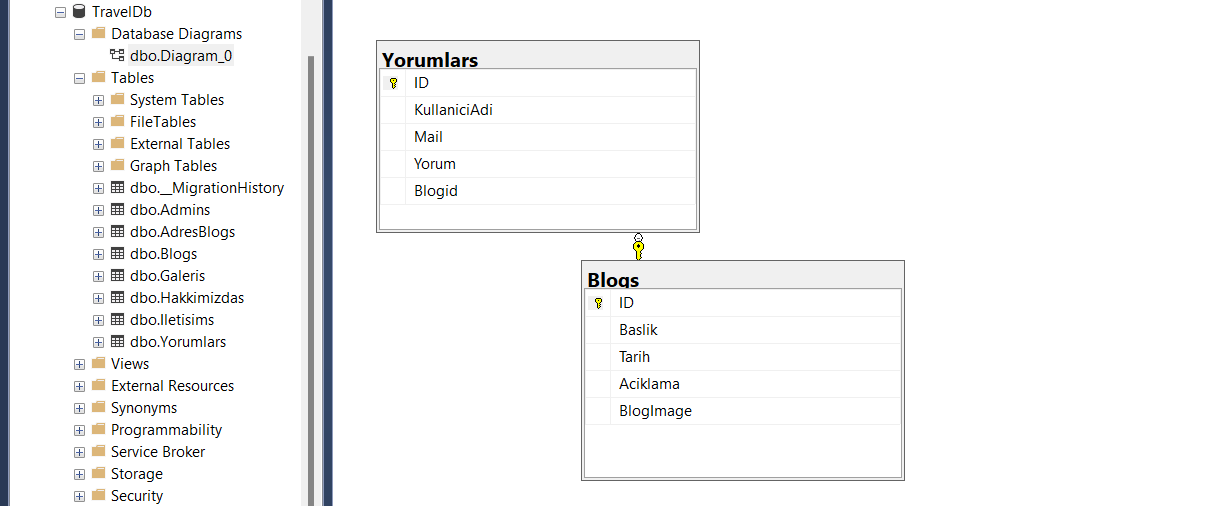 TravelDb
Database Diagrams
dbo.Diagram_0
Tables
System Tables
FileTables
External Tables
Graph Tables
dbo.__MigrationHistory
dbo.Admins
dbo.AdresBlogs
dbo.Blogs
dbo.Galeris
dbo.Hakkimizdas
dbo.Iletisims
dbo.Yorumlars
Views
External Resources
Synonyms
Programmability
Service Broker
Storage
Security
Yorumlars
ID
KullaniciAdi
Mail
Yorum
Blogid
Blogs
ID
Baslik
Tarih
Aciklama
BlogImage